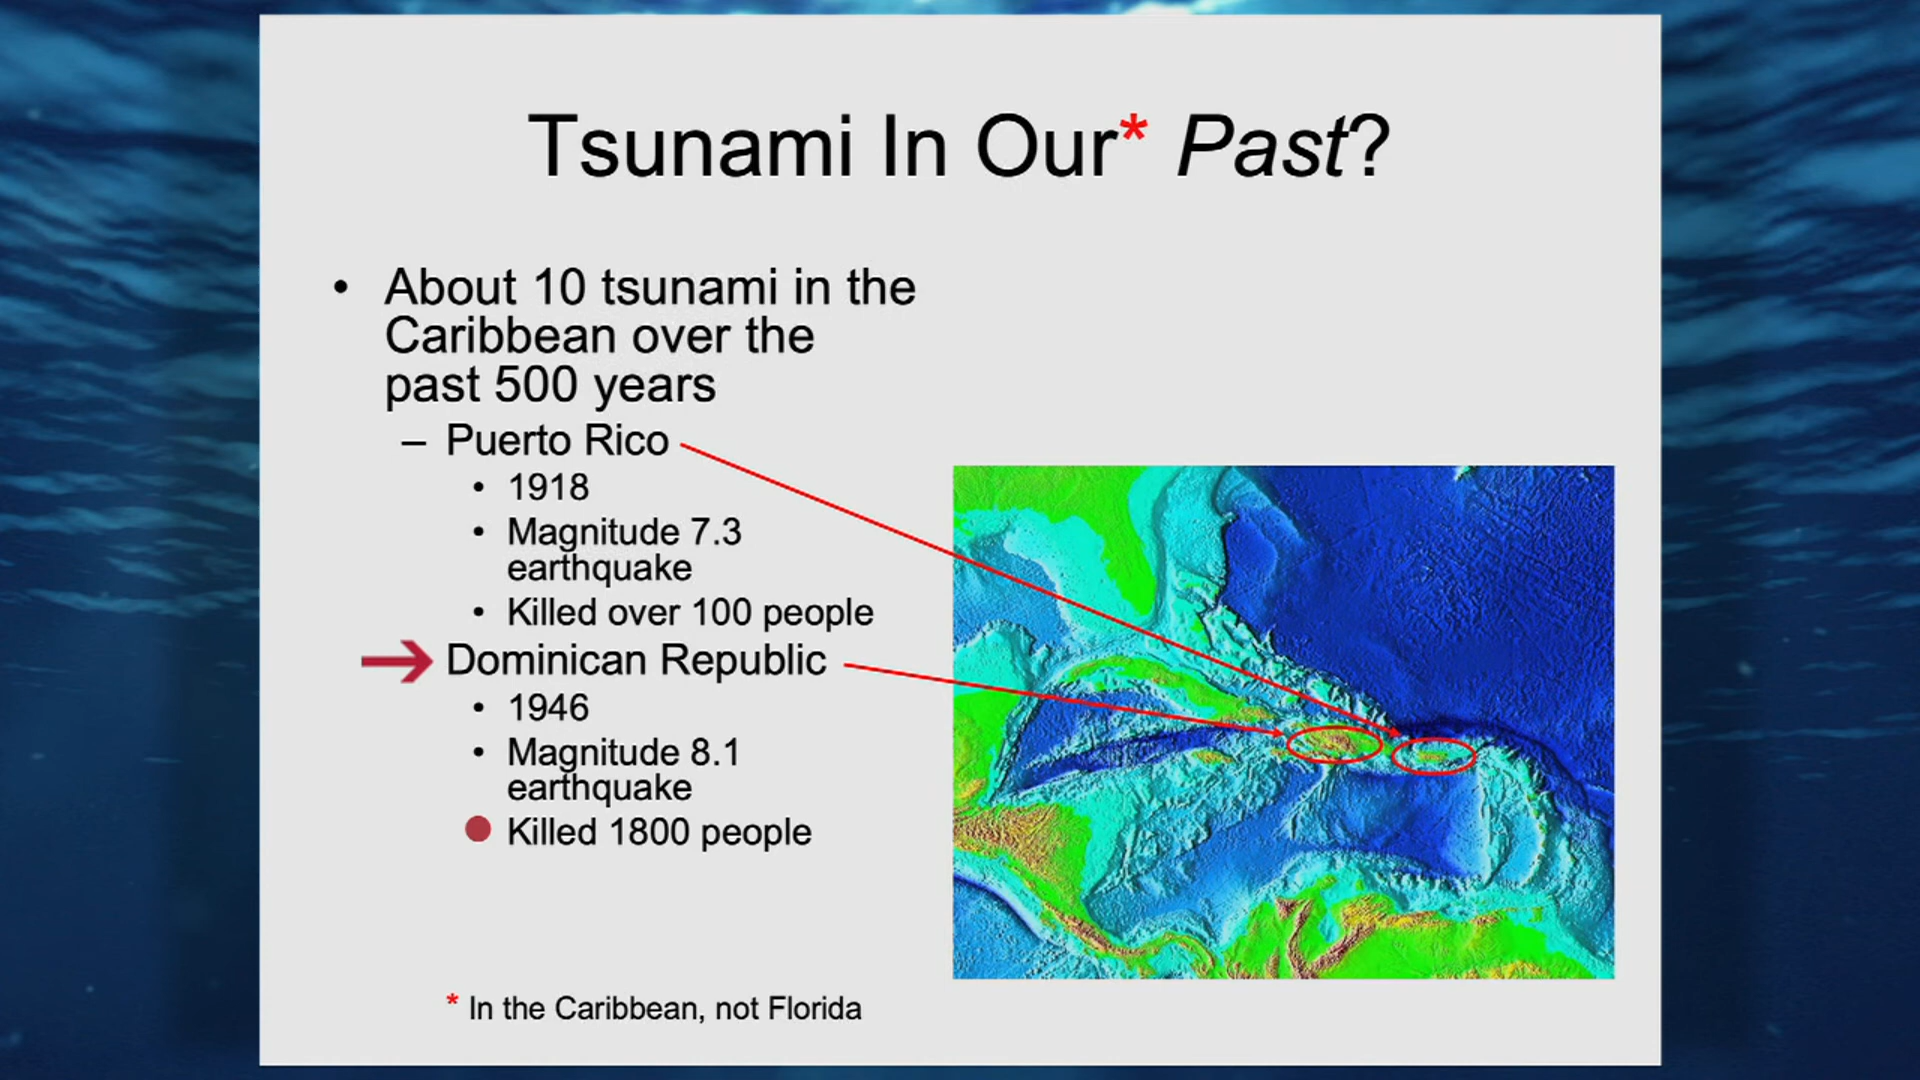 Tsunami In Our* Past?
• About 10 tsunami in the
Caribbean over the
past 500 years
– Puerto Rico
• 1918
• Magnitude 7.3
earthquake
• Killed over 100 people
Dominican Republic
• 1946
• Magnitude 8.1
earthquake
Killed 1800 people
* In the Caribbean, not Florida